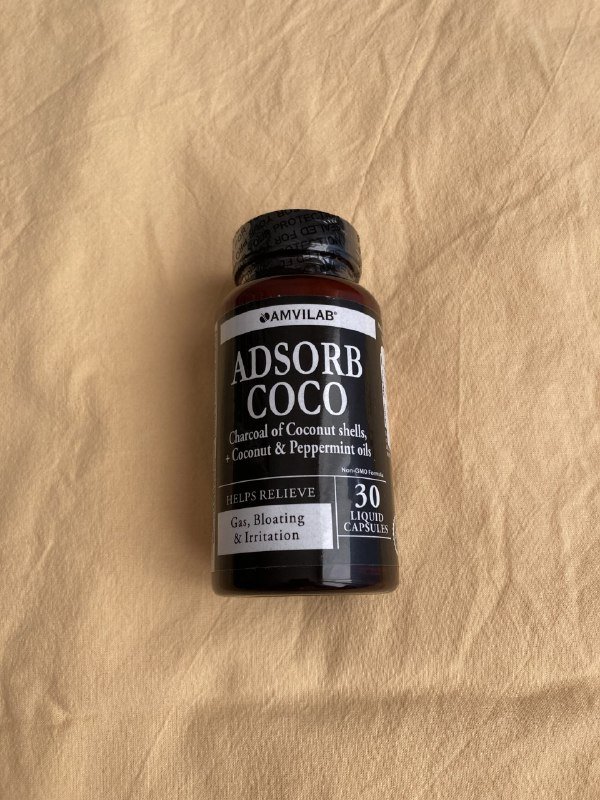 AMVILAB®
ADSORB
COCO
Charcoal of Coconut shells,
+ Coconut & Peppermint oils
Non-GMO Formula
HELPS RELIEVE
Gas, Bloating
& Irritation
30
LIQUID
CAPSULES